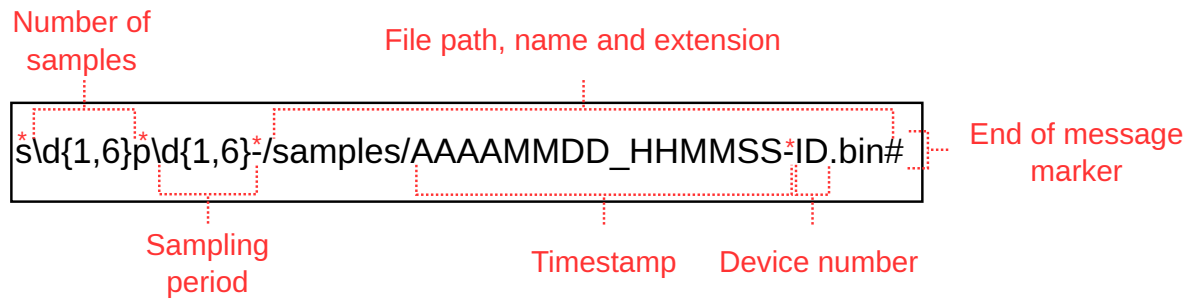 Number of
samples
File path, name and extension
*s\d{1,6}*p\d{1,6}*-/samples/AAAAMMDD_HHMMSS-*ID.bin#
End of message
marker
Sampling
period
Timestamp
Device number